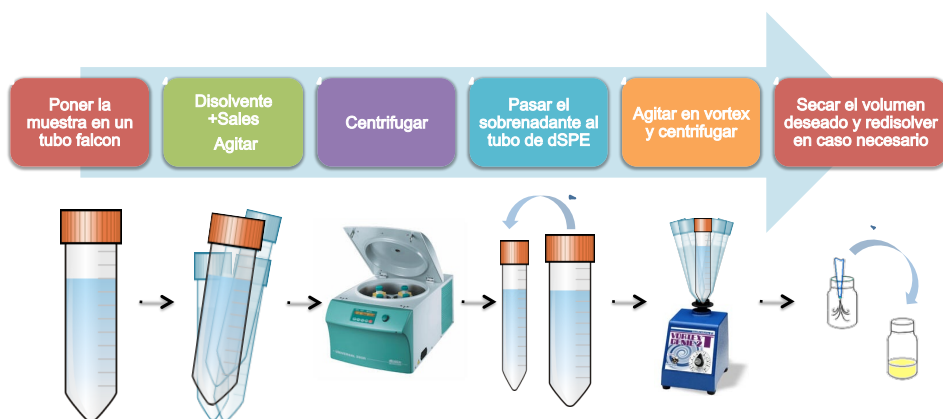 Poner la
muestra en un
tubo falcon
Disolvente
+Sales
Agitar
Centrifugar
Pasar el
sobrenadante al
tubo de dSPE
Agitar en vortex
y centrifugar
Secar el volumen
deseado y redisolver
en caso necesario
VORTEX